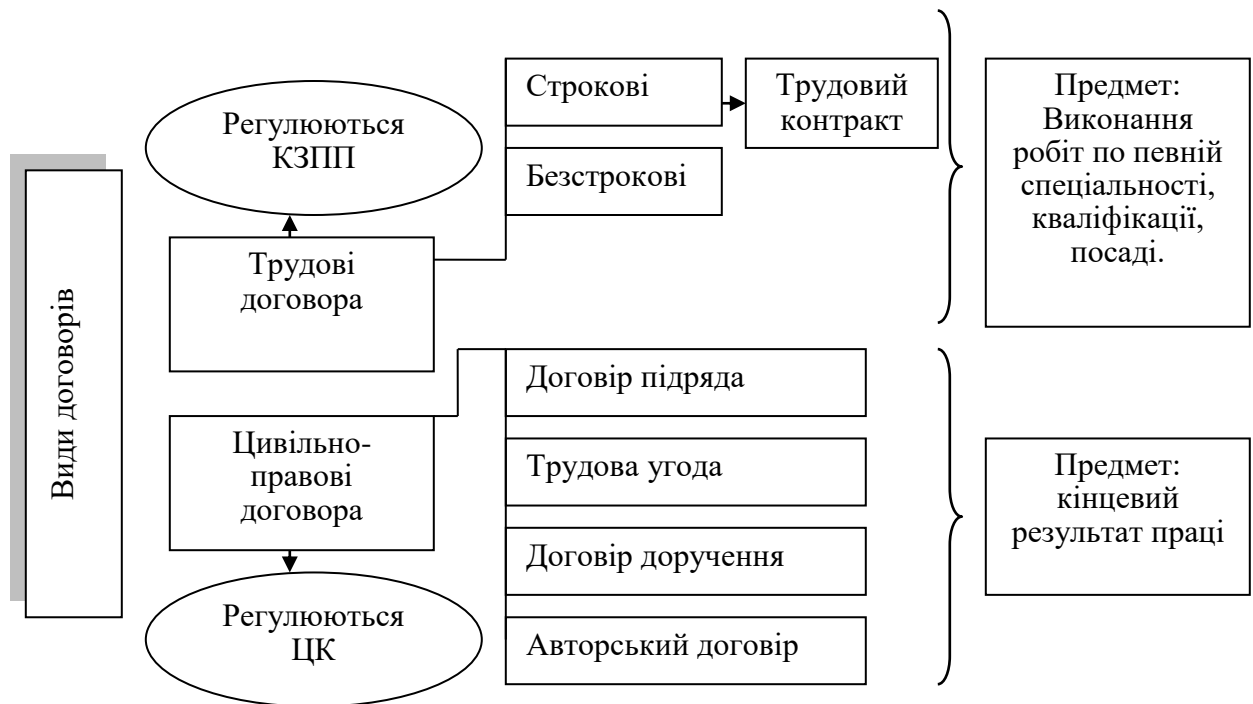 Види договорів
Регулюються
КЗПП
Трудові
договора
Строкові
Безстрокові
Трудовий
контракт
Предмет:
Виконання
робіт по певній
спеціальності,
кваліфікації,
посаді.
Цивільно-
правові
договора
Регулюються
ЦК
Договір підряда
Трудова угода
Договір доручення
Авторський договір
Предмет:
кінцевий
результат праці